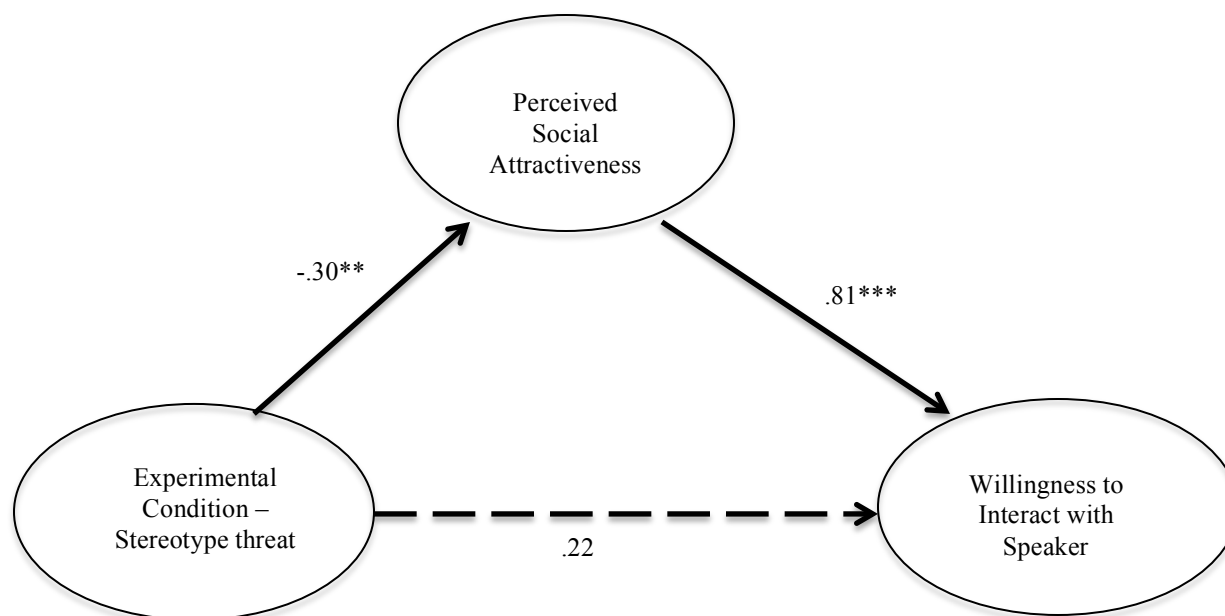 Perceived
Social
Attractiveness
-.30**
.81***
Experimental
Condition –
Stereotype threat
.22
Willingness to
Interact with
Speaker